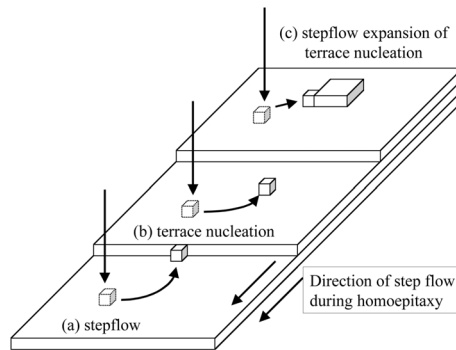 (c) stepflow expansion of
terrace nucleation
(b) terrace nucleation
(a) stepflow
Direction of step flow
during homoepitaxy